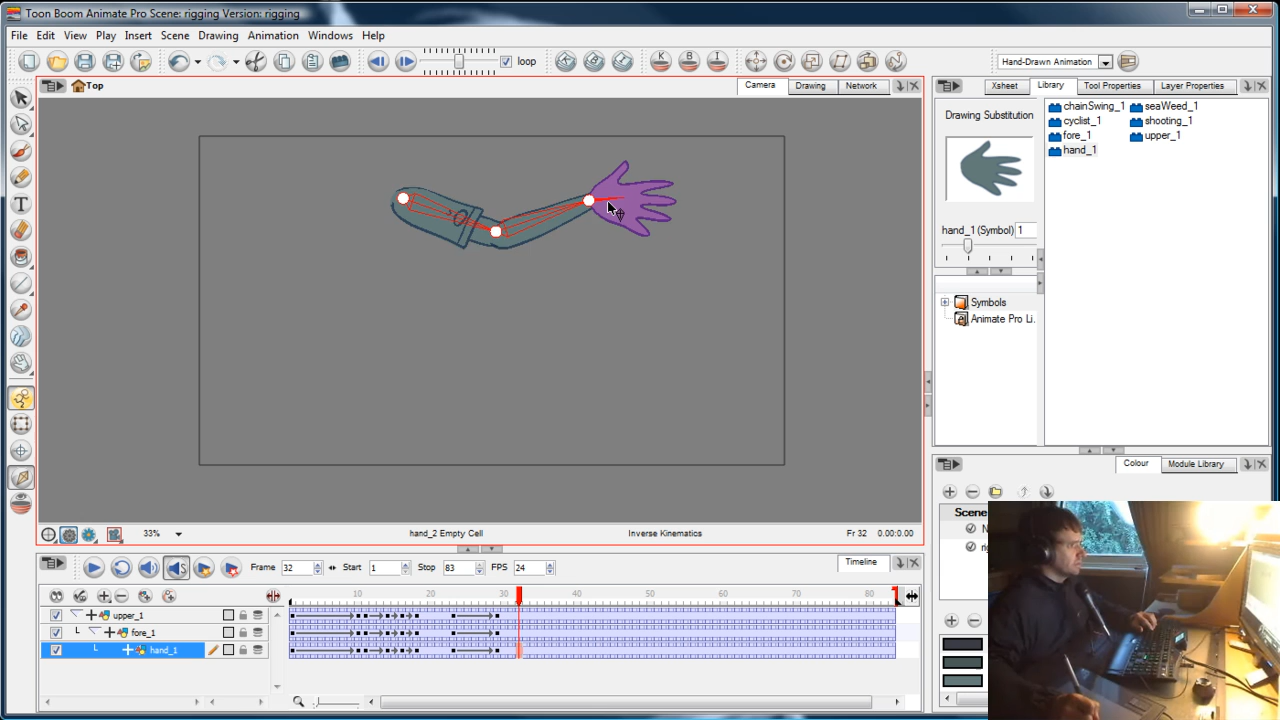 Toon Boom Animate Pro Scene: rigging Version: rigging
File Edit View Play Insert Scene Drawing Animation Windows Help
loop
K B I
K B I
Hand-Drawn Animation
Top
Camera Drawing Network
Xsheet Library Tool Properties Layer Properties
Drawing Substitution
hand_1 (Symbol) 1
chainSwing_1 seaWeed_1
cyclist_1 shooting_1
fore_1 upper_1
hand_1
Symbols
Animate Pro Li.
T
33% hand_2 Empty Cell Inverse Kinematics Fr 32 0.00:0.00
Colour Module Library
Scene
N
Timeline
Frame 32 Start 1 Stop 83 FPS 24
10 20 30 40 50 60 70 80
upper_1
fore_1
hand_1